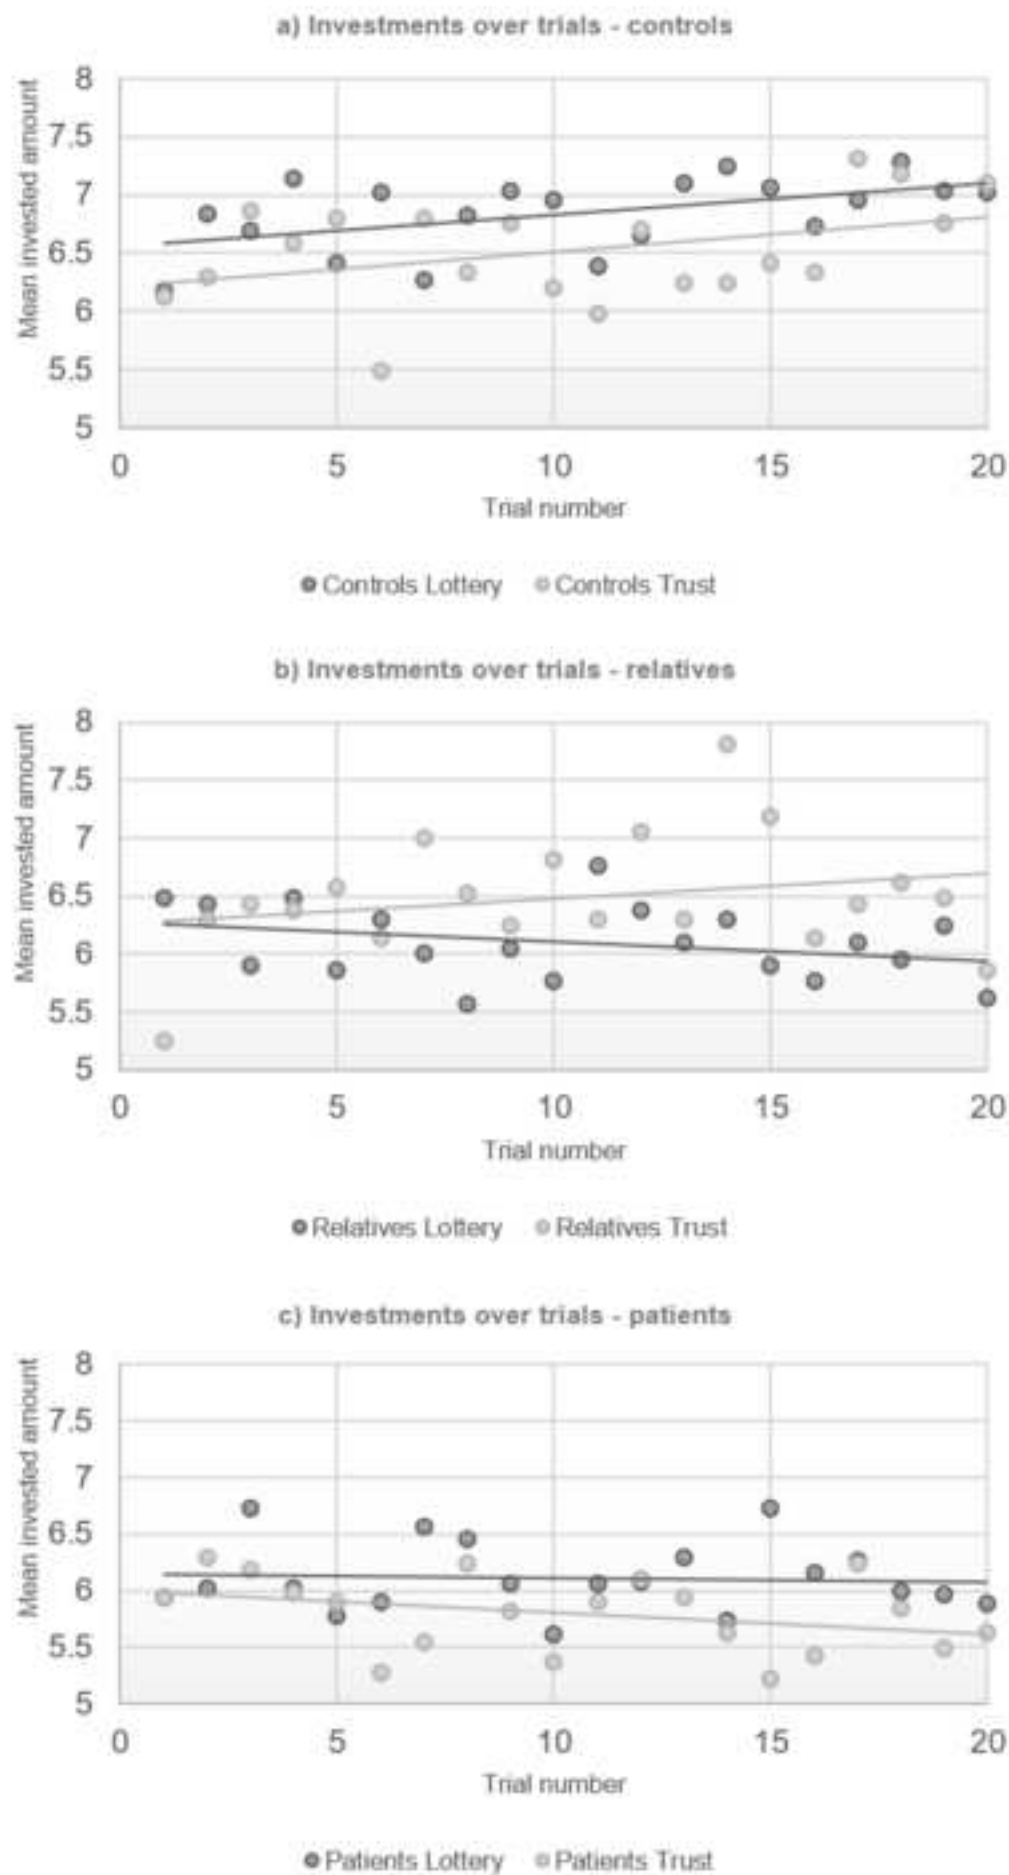 a) Investments over trials - controls
Mean invested amount
8
7.5
7
6.5
6
5.5
5
0 5 10 15 20
Trial number
Controls Lottery Controls Trust
b) Investments over trials - relatives
Mean invested amount
8
7.5
7
6.5
6
5.5
5
0 5 10 15 20
Trial number
Relatives Lottery Relatives Trust
c) Investments over trials - patients
Mean invested amount
8
7.5
7
6.5
6
5.5
5
0 5 10 15 20
Trial number
Patients Lottery Patients Trust